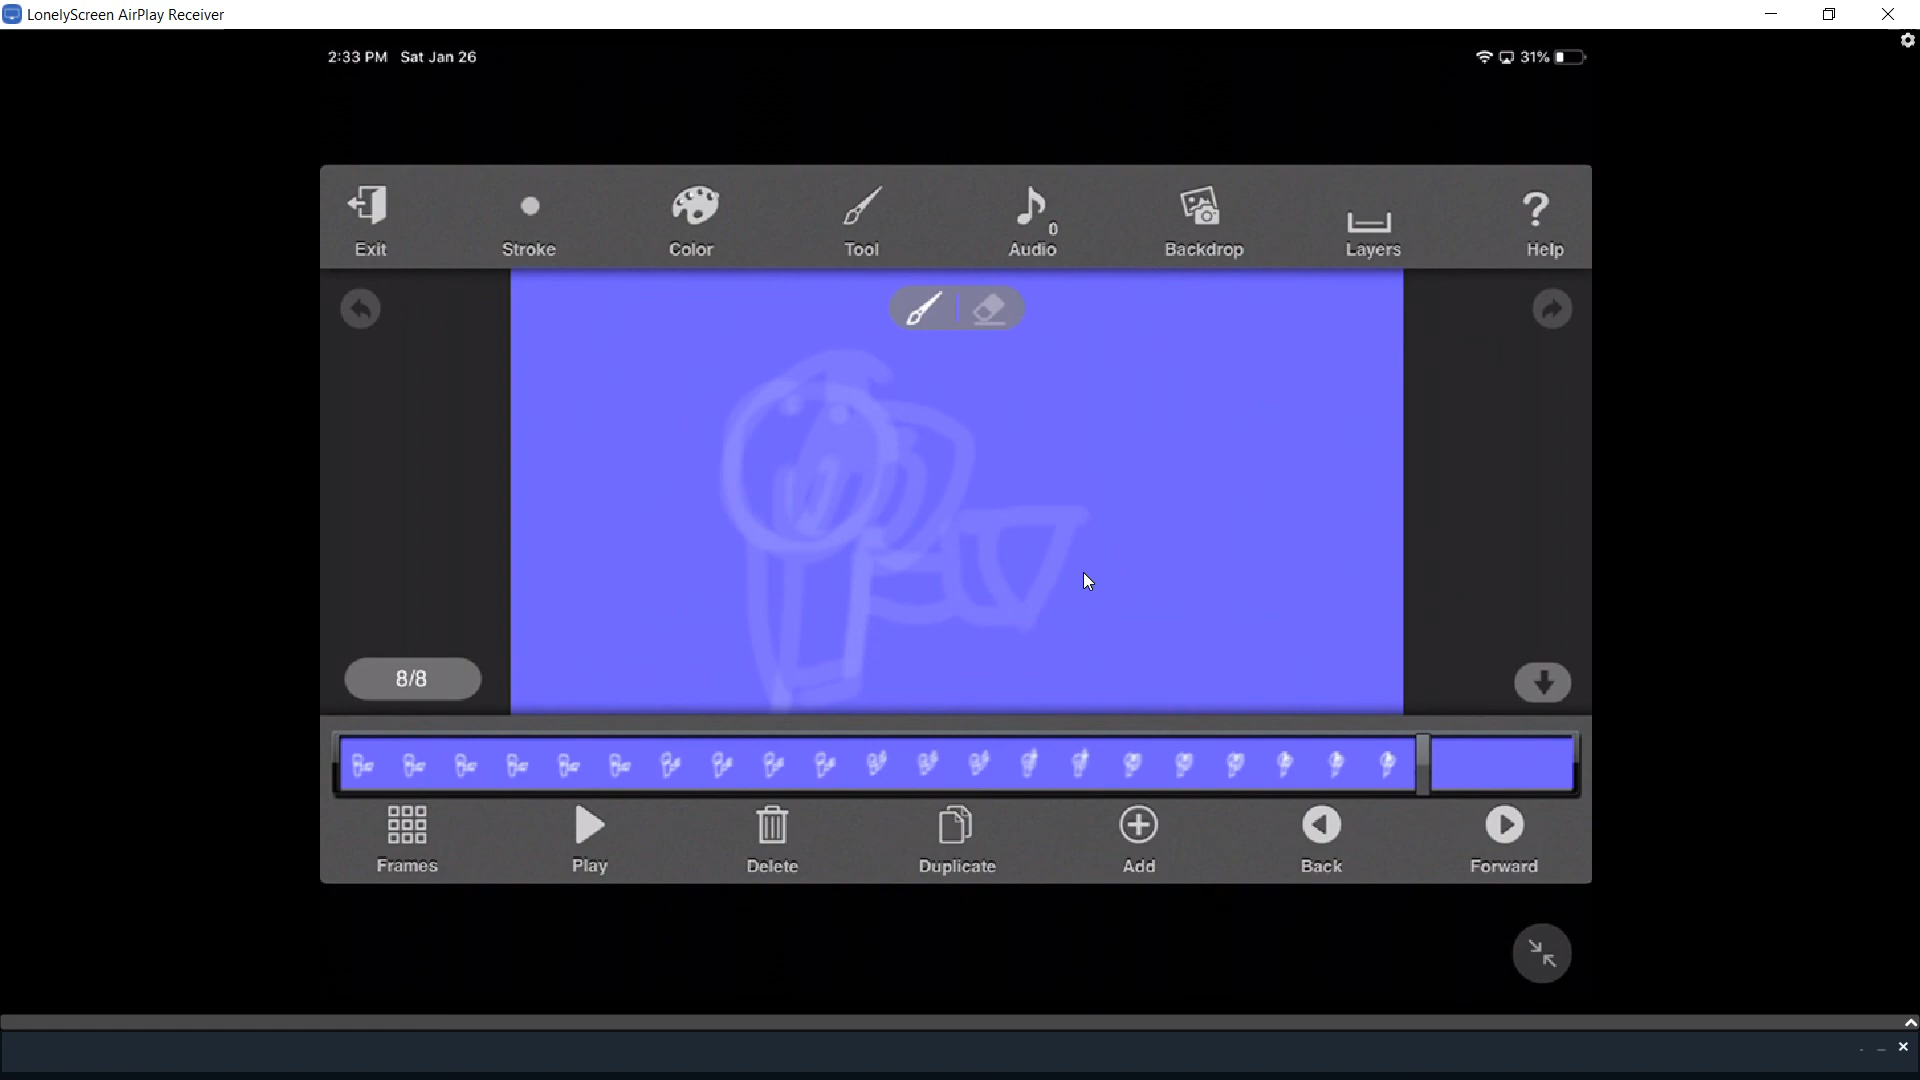 LonelyScreen AirPlay Receiver
2:33 PM Sat Jan 26
31%
Exit
Stroke
Color
Tool
0
Audio
Backdrop
Layers
?
Help
8/8
Frames
Play
Delete
Duplicate
Add
Back
Forward